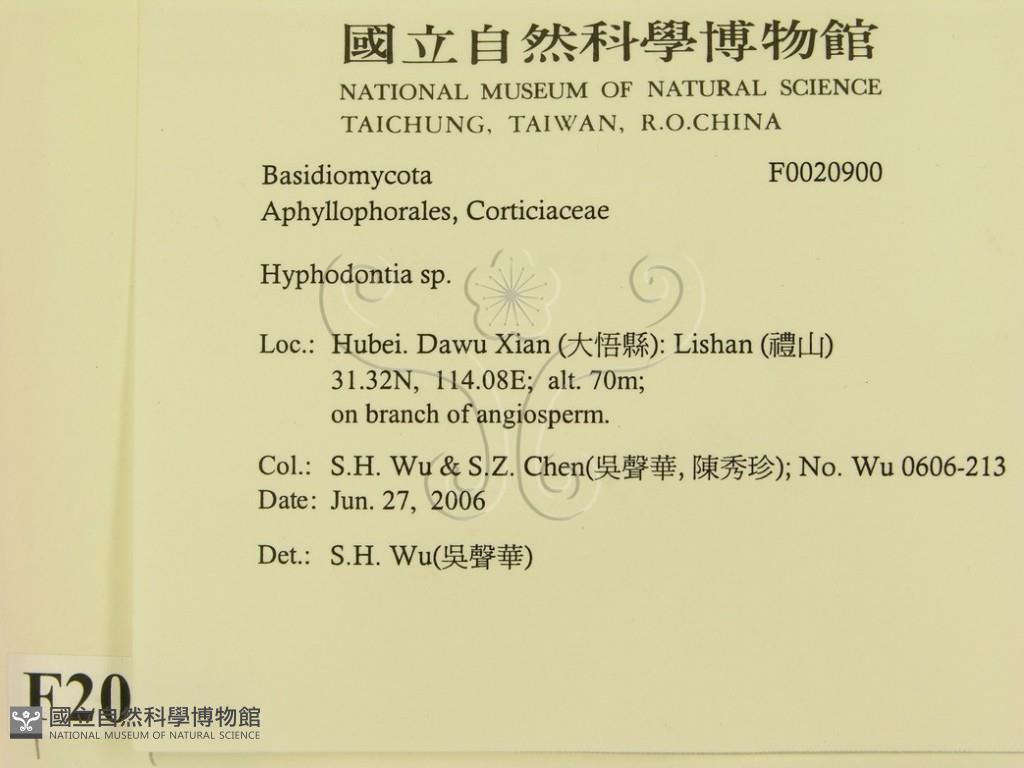 國立自然科學博物館
NATIONAL MUSEUM OF NATURAL SCIENCE
TAICHUNG, TAIWAN, R.O.CHINA
Basidiomycota F0020900
Aphyllophorales, Corticiaceae
Hyphodontia sp.
Loc.: Hubei. Dawu Xian (大悟縣): Lishan (禮山)
31.32N, 114.08E; alt. 70m;
on branch of angiosperm.
Col.: S.H. Wu & S.Z. Chen(吳聲華, 陳秀珍); No. Wu 0606-213
Date: Jun. 27, 2006
Det.: S.H. Wu(吳聲華)
F20
國立自然科學博物館
NATIONAL MUSEUM OF NATURAL SCIENCE